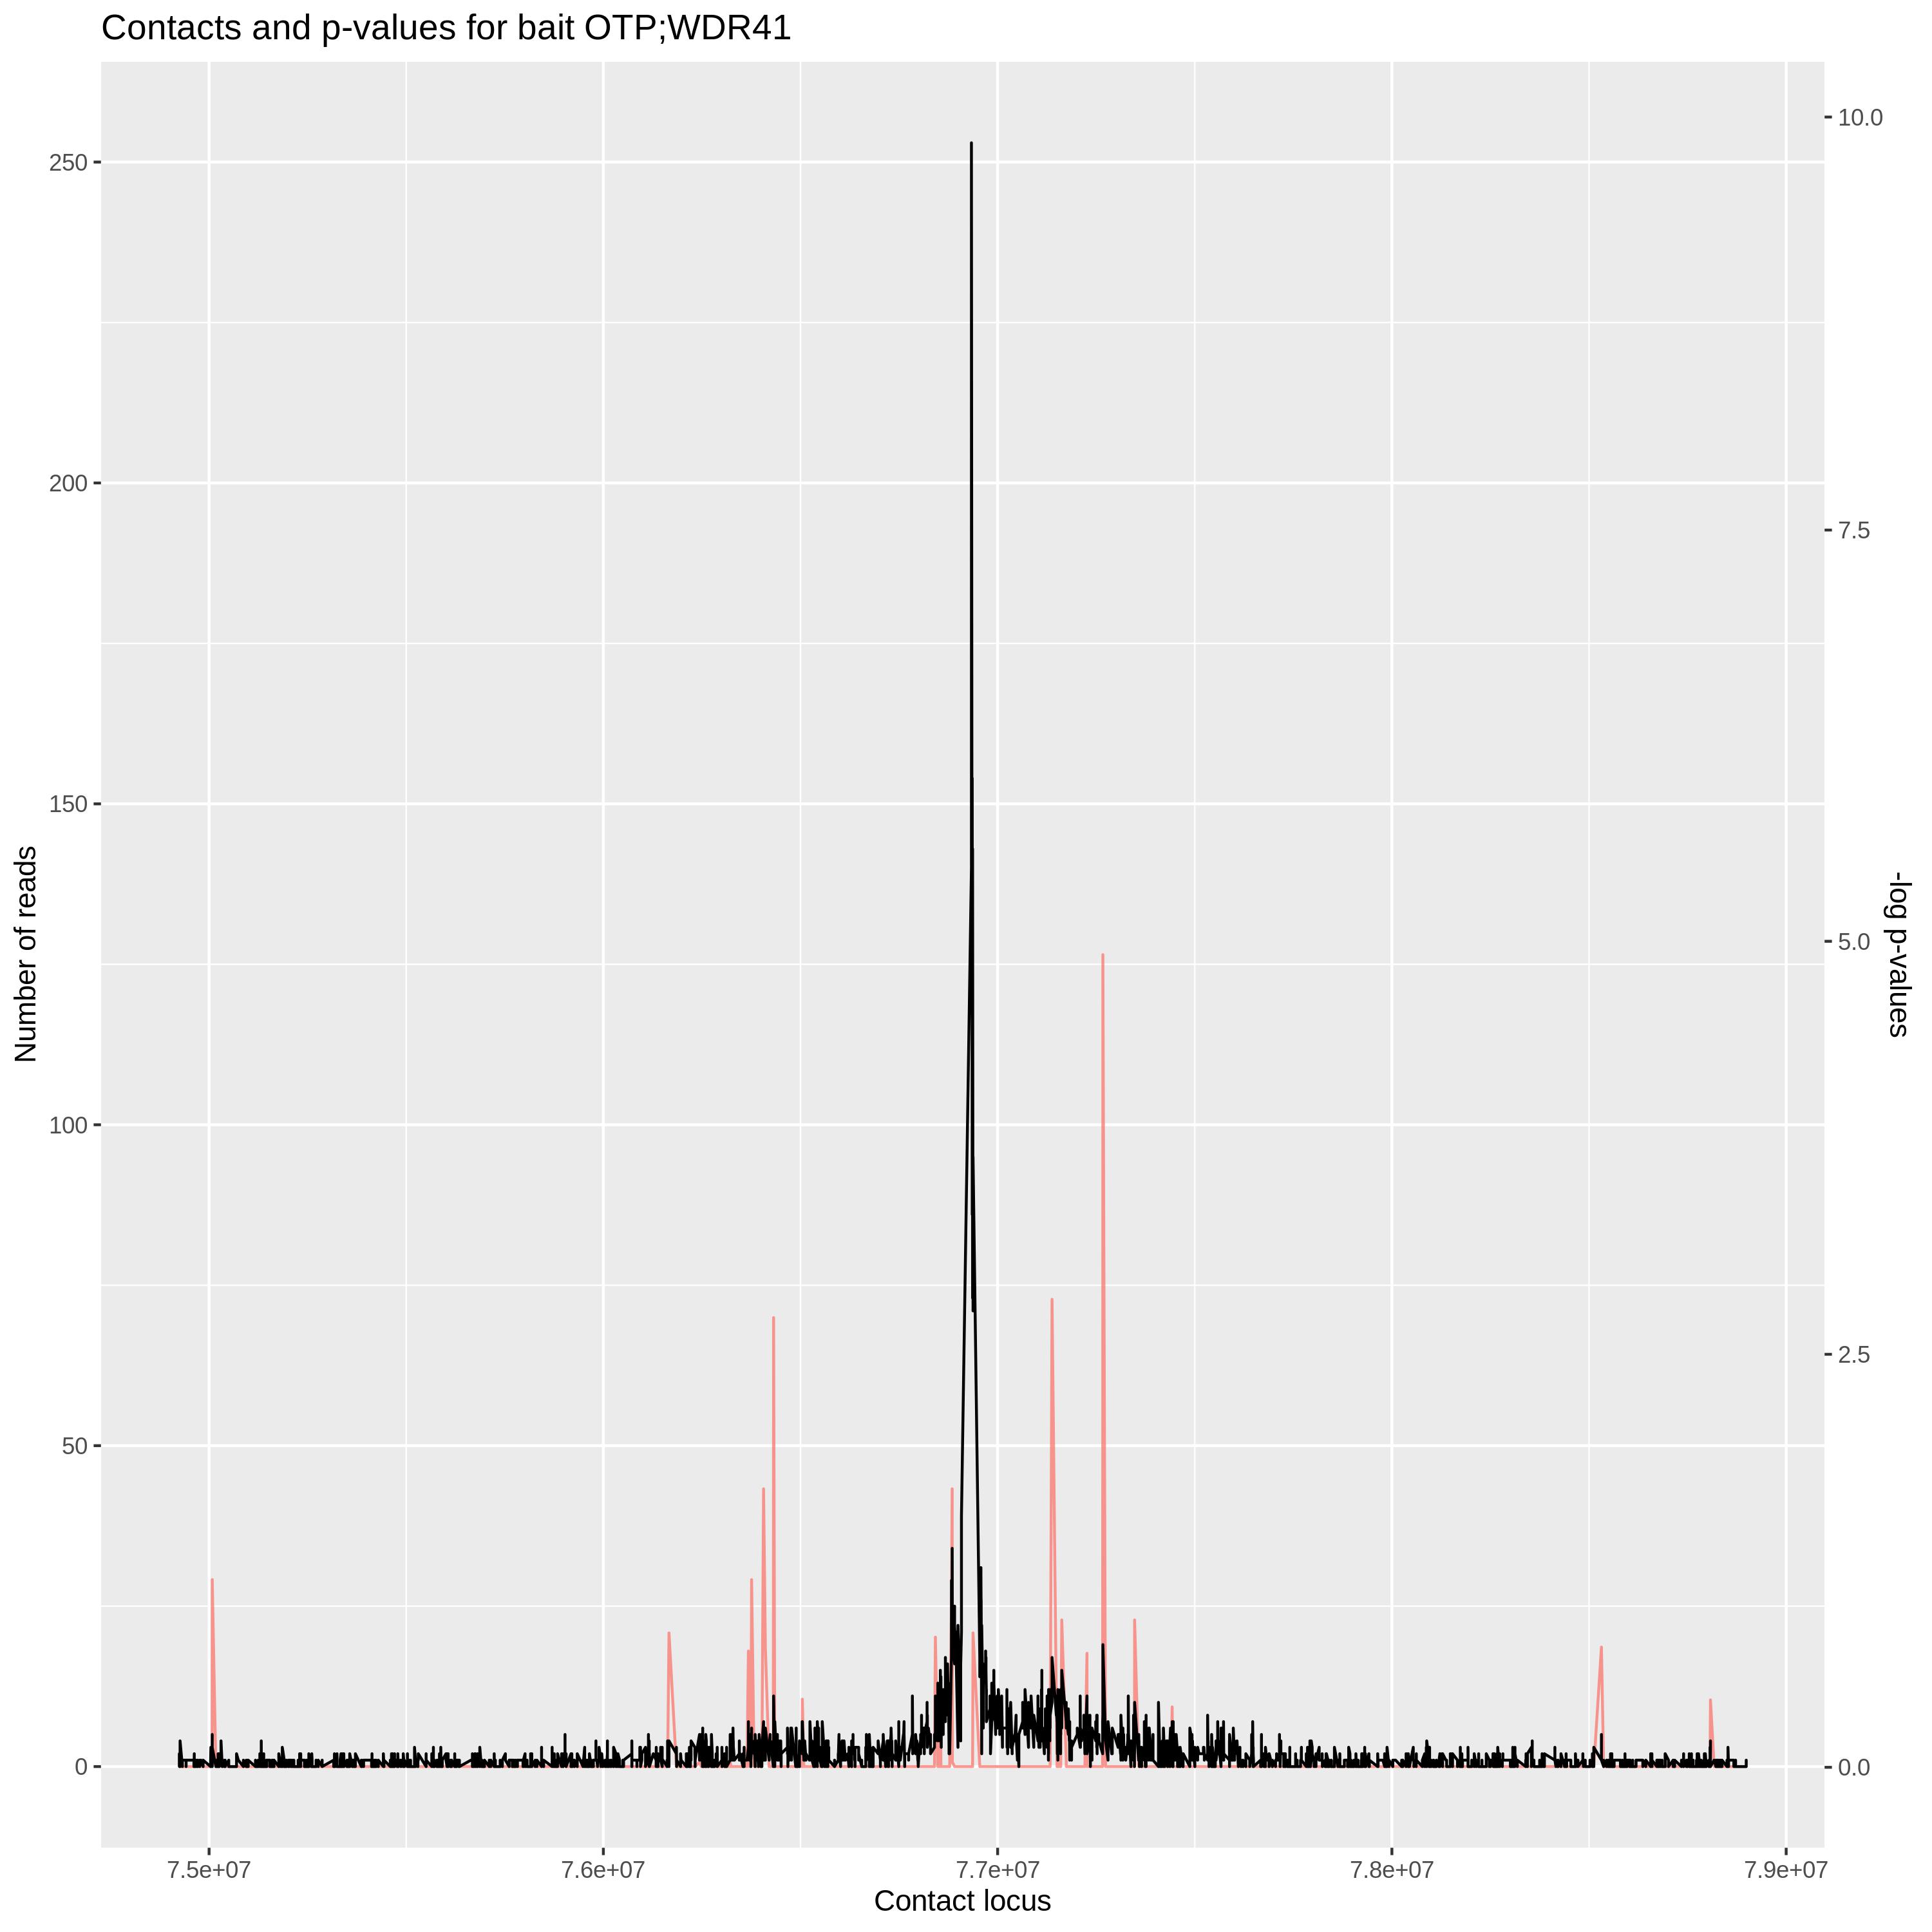 Contacts and p-values for bait OTP;WDR41
Number of reads
250
200
150
100
50
0
10.0
7.5
5.0
2.5
0.0
-log p-values
7.5e+07 7.6e+07 7.7e+07 7.8e+07 7.9e+07
Contact locus